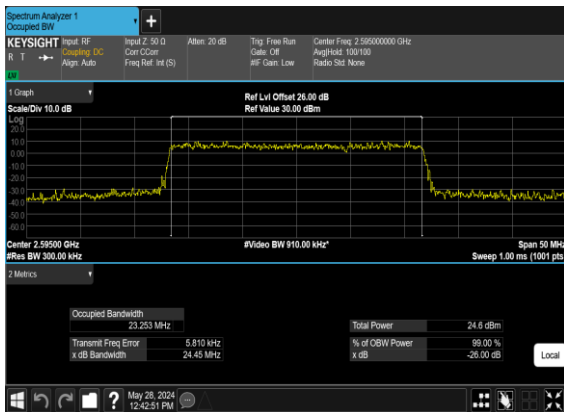 Spectrum Analyzer 1
Occupied BW
KEYSIGHT
R T
LXI
Input: RF
Coupling: DC
Align: Auto
Input Z: 50 Ω
Corr CCorr
Freq Ref: Int (S)
Atten: 20 dB
Trig: Free Run
Gate: Off
#IF Gain: Low
Center Freq: 2.595000000 GHz
Avg|Hold: 100/100
Radio Std: None
1 Graph
Scale/Div 10.0 dB
Ref Lvl Offset 26.00 dB
Ref Value 30.00 dBm
Log
20.0
10.0
0.00
-10.0
-20.0
-30.0
-40.0
-50.0
-60.0
Center 2.59500 GHz
#Res BW 300.00 kHz
#Video BW 910.00 kHz*
Span 50 MHz
Sweep 1.00 ms (1001 pts
2 Metrics
Occupied Bandwidth
23.253 MHz
Total Power 24.6 dBm
Transmit Freq Error 5.810 kHz
% of OBW Power 99.00 %
x dB Bandwidth 24.45 MHz
x dB -26.00 dB
Local
?
May 28, 2024
12:42:51 PM